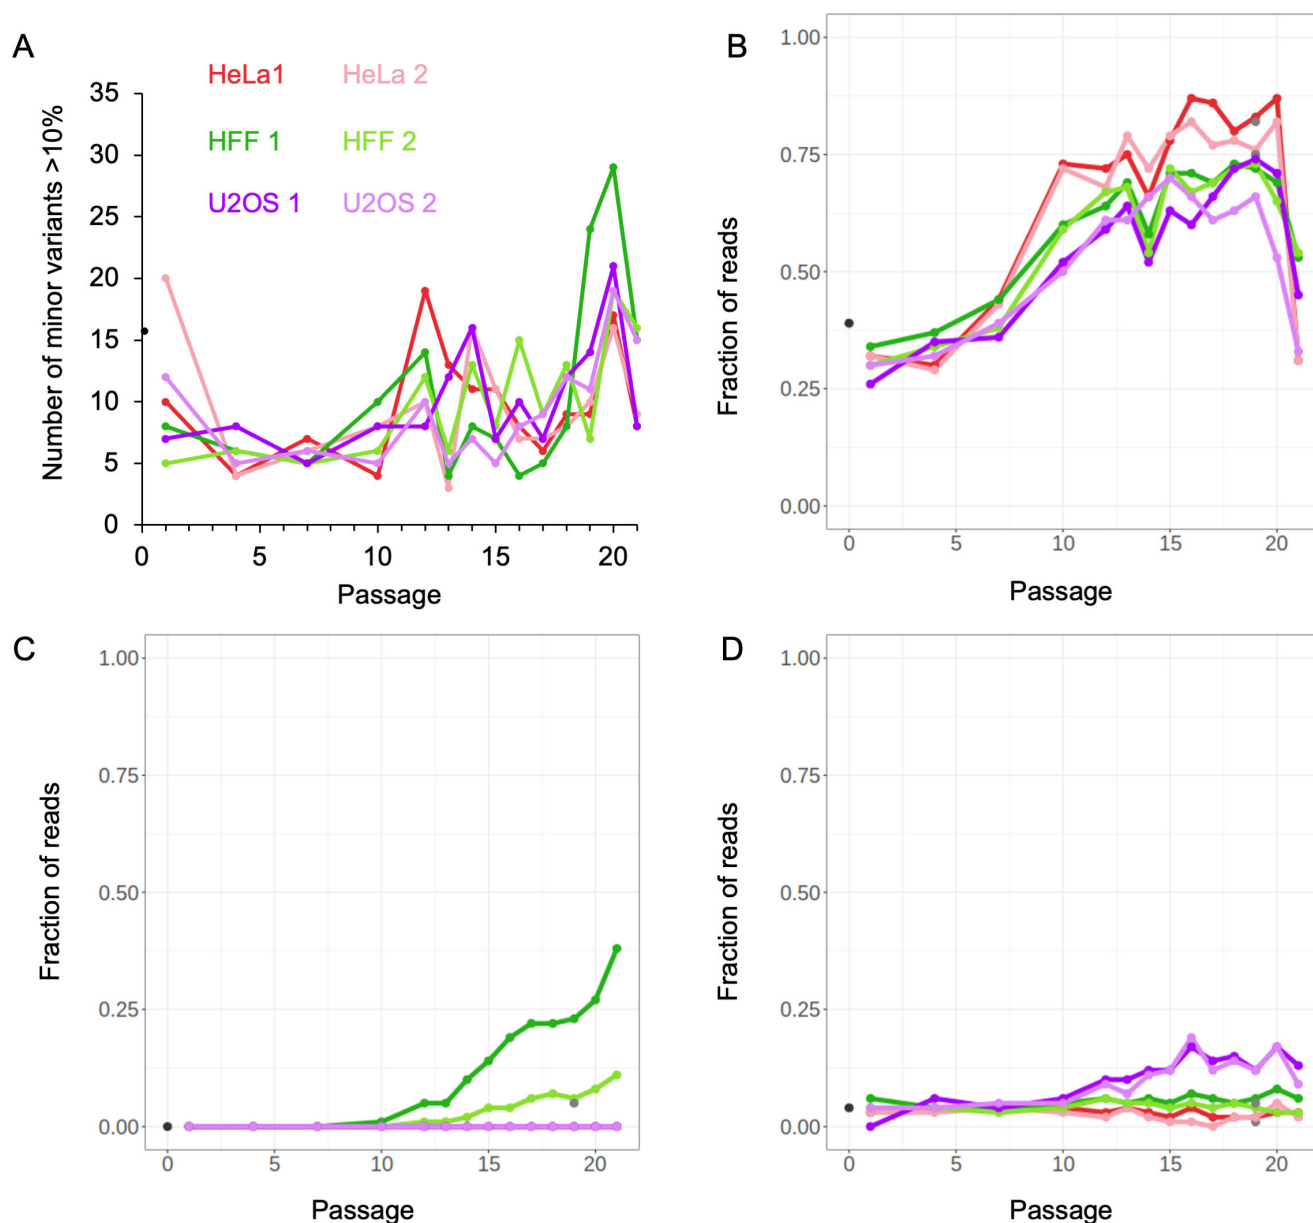 A
HeLa1 HeLa 2
HFF 1 HFF 2
U2OS 1 U2OS 2
Number of minor variants >10%
35
30
25
20
15
10
5
0
0 5 10 15 20
Passage
B
Fraction of reads
1.00
0.75
0.50
0.25
0.00
0 5 10 15 20
Passage
C
Fraction of reads
1.00
0.75
0.50
0.25
0.00
0 5 10 15 20
Passage
D
Fraction of reads
1.00
0.75
0.50
0.25
0.00
0 5 10 15 20
Passage